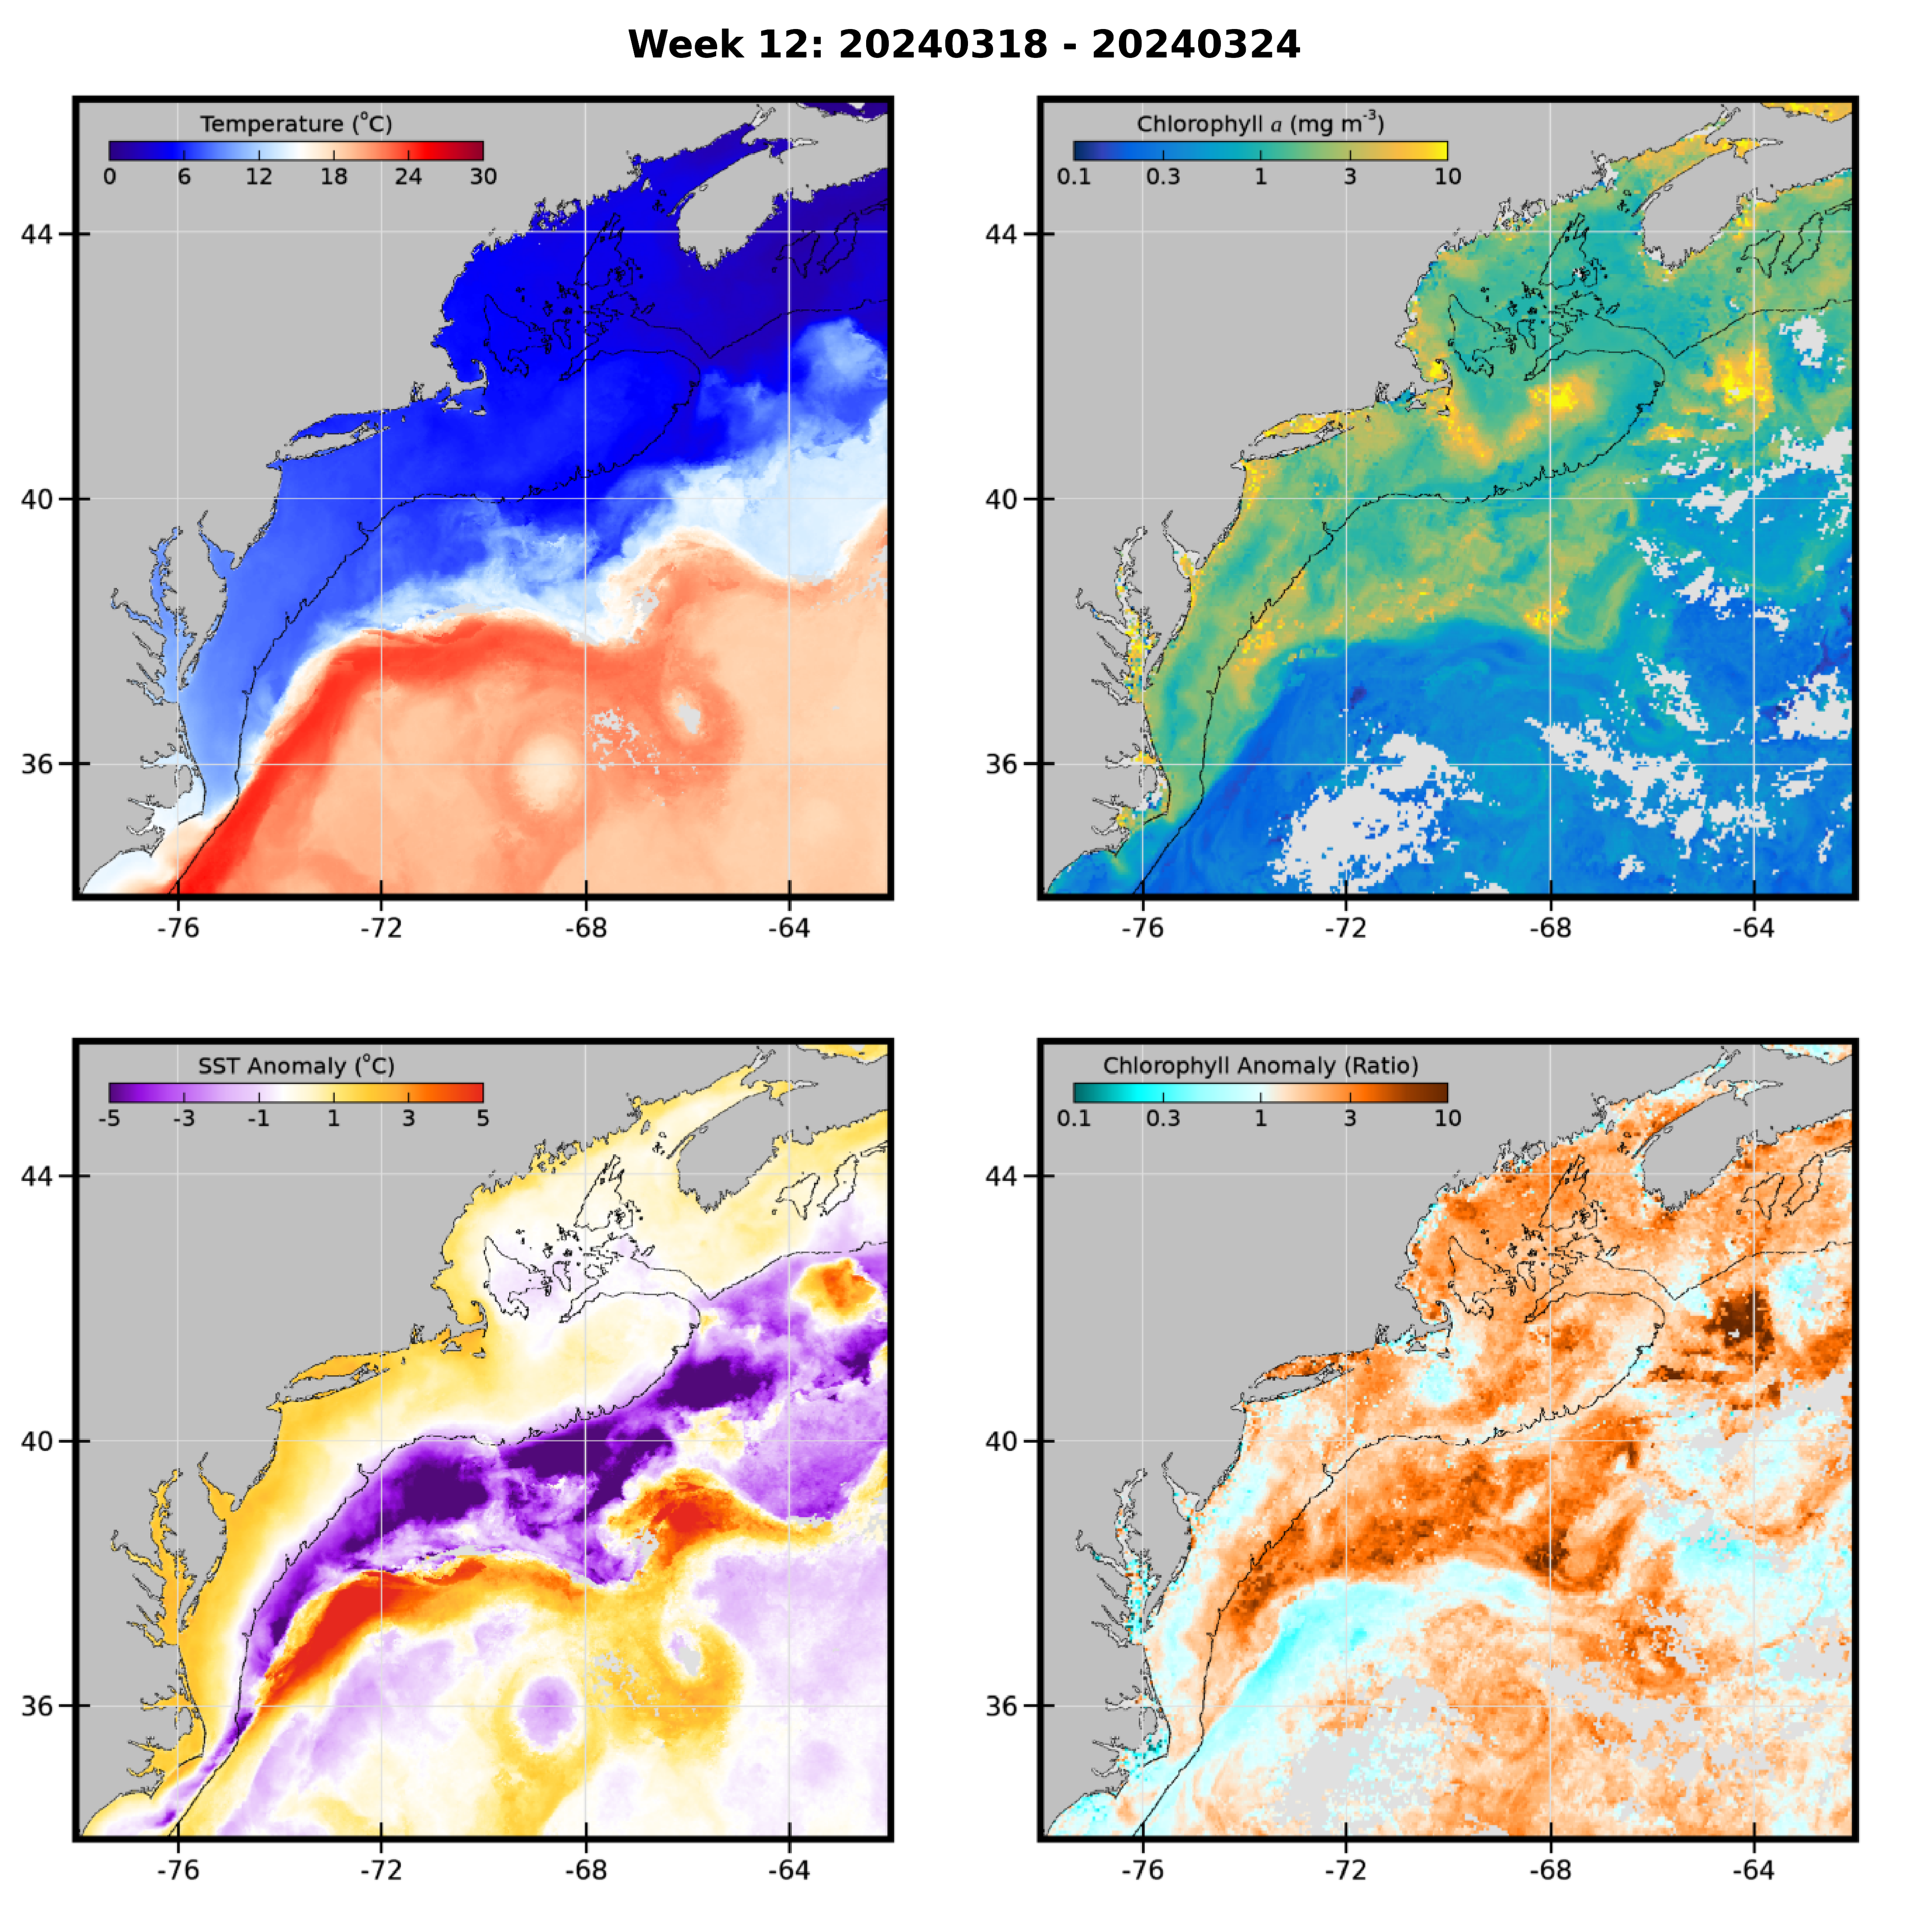 Week 12: 20240318 - 20240324
Temperature (°C)
0 6 12 18 24 30
44
40
36
-76 -72 -68 -64
Chlorophyll a (mg m⁻³)
0.1 0.3 1 3 10
44
40
36
-76 -72 -68 -64
SST Anomaly (°C)
-5 -3 -1 1 3 5
44
40
36
-76 -72 -68 -64
Chlorophyll Anomaly (Ratio)
0.1 0.3 1 3 10
44
40
36
-76 -72 -68 -64